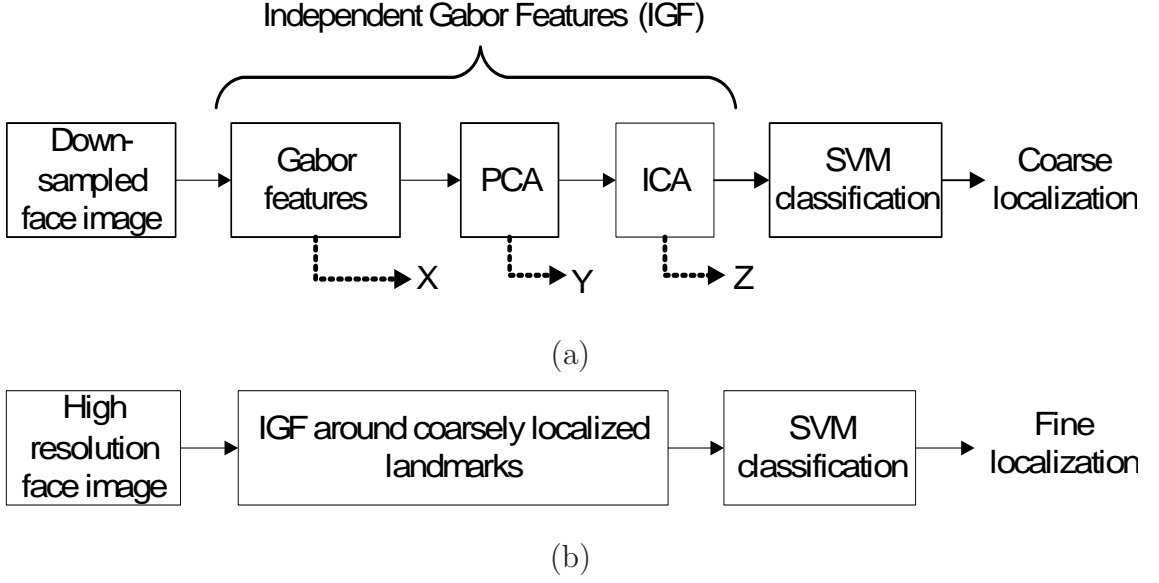 Independent Gabor Features (IGF)
Down-
sampled
face image
Gabor
features
PCA
ICA
SVM
classification
Coarse
localization
X
Y
Z
(a)
High
resolution
face image
IGF around coarsely localized
landmarks
SVM
classification
Fine
localization
(b)